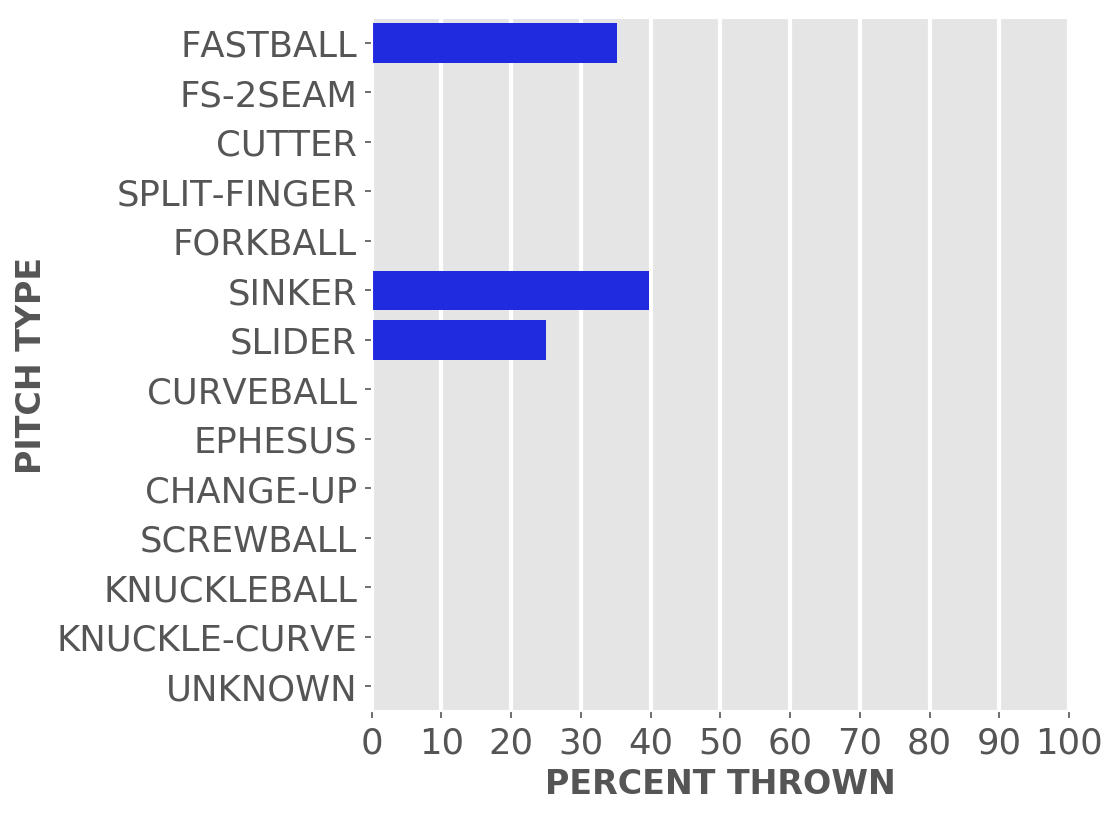 PITCH TYPE
FASTBALL
FS-2SEAM
CUTTER
SPLIT-FINGER
FORKBALL
SINKER
SLIDER
CURVEBALL
EPHESUS
CHANGE-UP
SCREWBALL
KNUCKLEBALL
KNUCKLE-CURVE
UNKNOWN
0 10 20 30 40 50 60 70 80 90 100
PERCENT THROWN